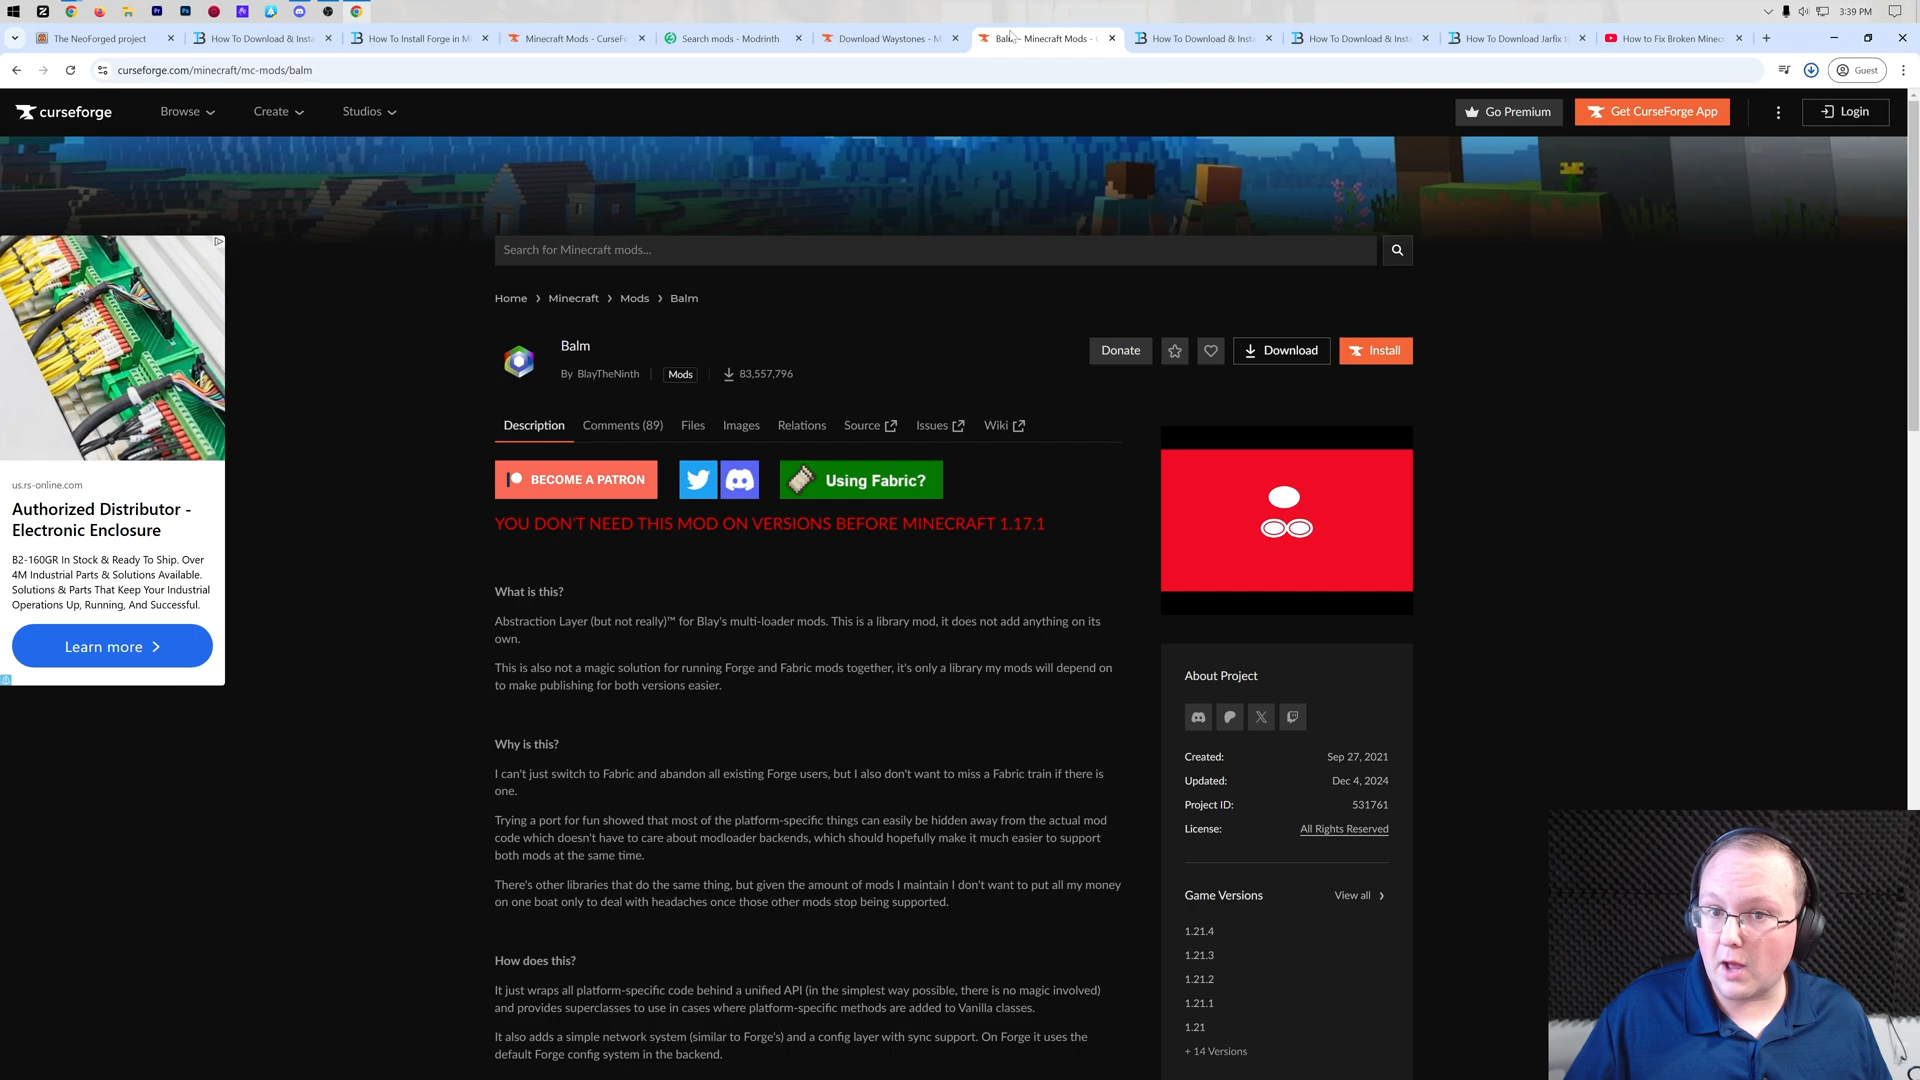 3:39 PM
The NeoForged project
How To Download & Insta
How To Install Forge in M
Minecraft Mods - CurseFo
Search mods - Modrinth
Download Waystones - M
Minecraft Mods - C
How To Download & Insta
How To Download & Insta
How To Download Jarfix t
How to Fix Broken Minec
curseforge.com/minecraft/mc-mods/balm
Guest
curseforge
Browse
Create
Studios
Go Premium
Get CurseForge App
Login
Search for Minecraft mods...
Home > Minecraft > Mods > Balm
Balm
By BlayTheNinth
Mods
83,557,796
Donate
Download
Install
Description
Comments (89)
Files
Images
Relations
Source
Issues
Wiki
BECOME A PATRON
Using Fabric?
YOU DON'T NEED THIS MOD ON VERSIONS BEFORE MINECRAFT 1.17.1
What is this?
Abstraction Layer (but not really)™ for Blay's multi-loader mods. This is a library mod, it does not add anything on its
own.
This is also not a magic solution for running Forge and Fabric mods together, it's only a library my mods will depend on
to make publishing for both versions easier.
Why is this?
I can't just switch to Fabric and abandon all existing Forge users, but I also don't want to miss a Fabric train if there is
one.
Trying a port for fun showed that most of the platform-specific things can easily be hidden away from the actual mod
code which doesn't have to care about modloader backends, which should hopefully make it much easier to support
both mods at the same time.
There's other libraries that do the same thing, but given the amount of mods I maintain I don't want to put all my money
on one boat only to deal with headaches once those other mods stop being supported.
How does this?
It just wraps all platform-specific code behind a unified API (in the simplest way possible, there is no magic involved)
and provides superclasses to use in cases where platform-specific methods are added to Vanilla classes.
It also adds a simple network system (similar to Forge's) and a config layer with sync support. On Forge it uses the
default Forge config system in the backend.
us.rs-online.com
Authorized Distributor -
Electronic Enclosure
B2-160GR In Stock & Ready To Ship. Over
4M Industrial Parts & Solutions Available.
Solutions & Parts That Keep Your Industrial
Operations Up, Running, And Successful.
Learn more >
About Project
Created: Sep 27, 2021
Updated: Dec 4, 2024
Project ID: 531761
License: All Rights Reserved
Game Versions
View all >
1.21.4
1.21.3
1.21.2
1.21.1
1.21
+ 14 Versions